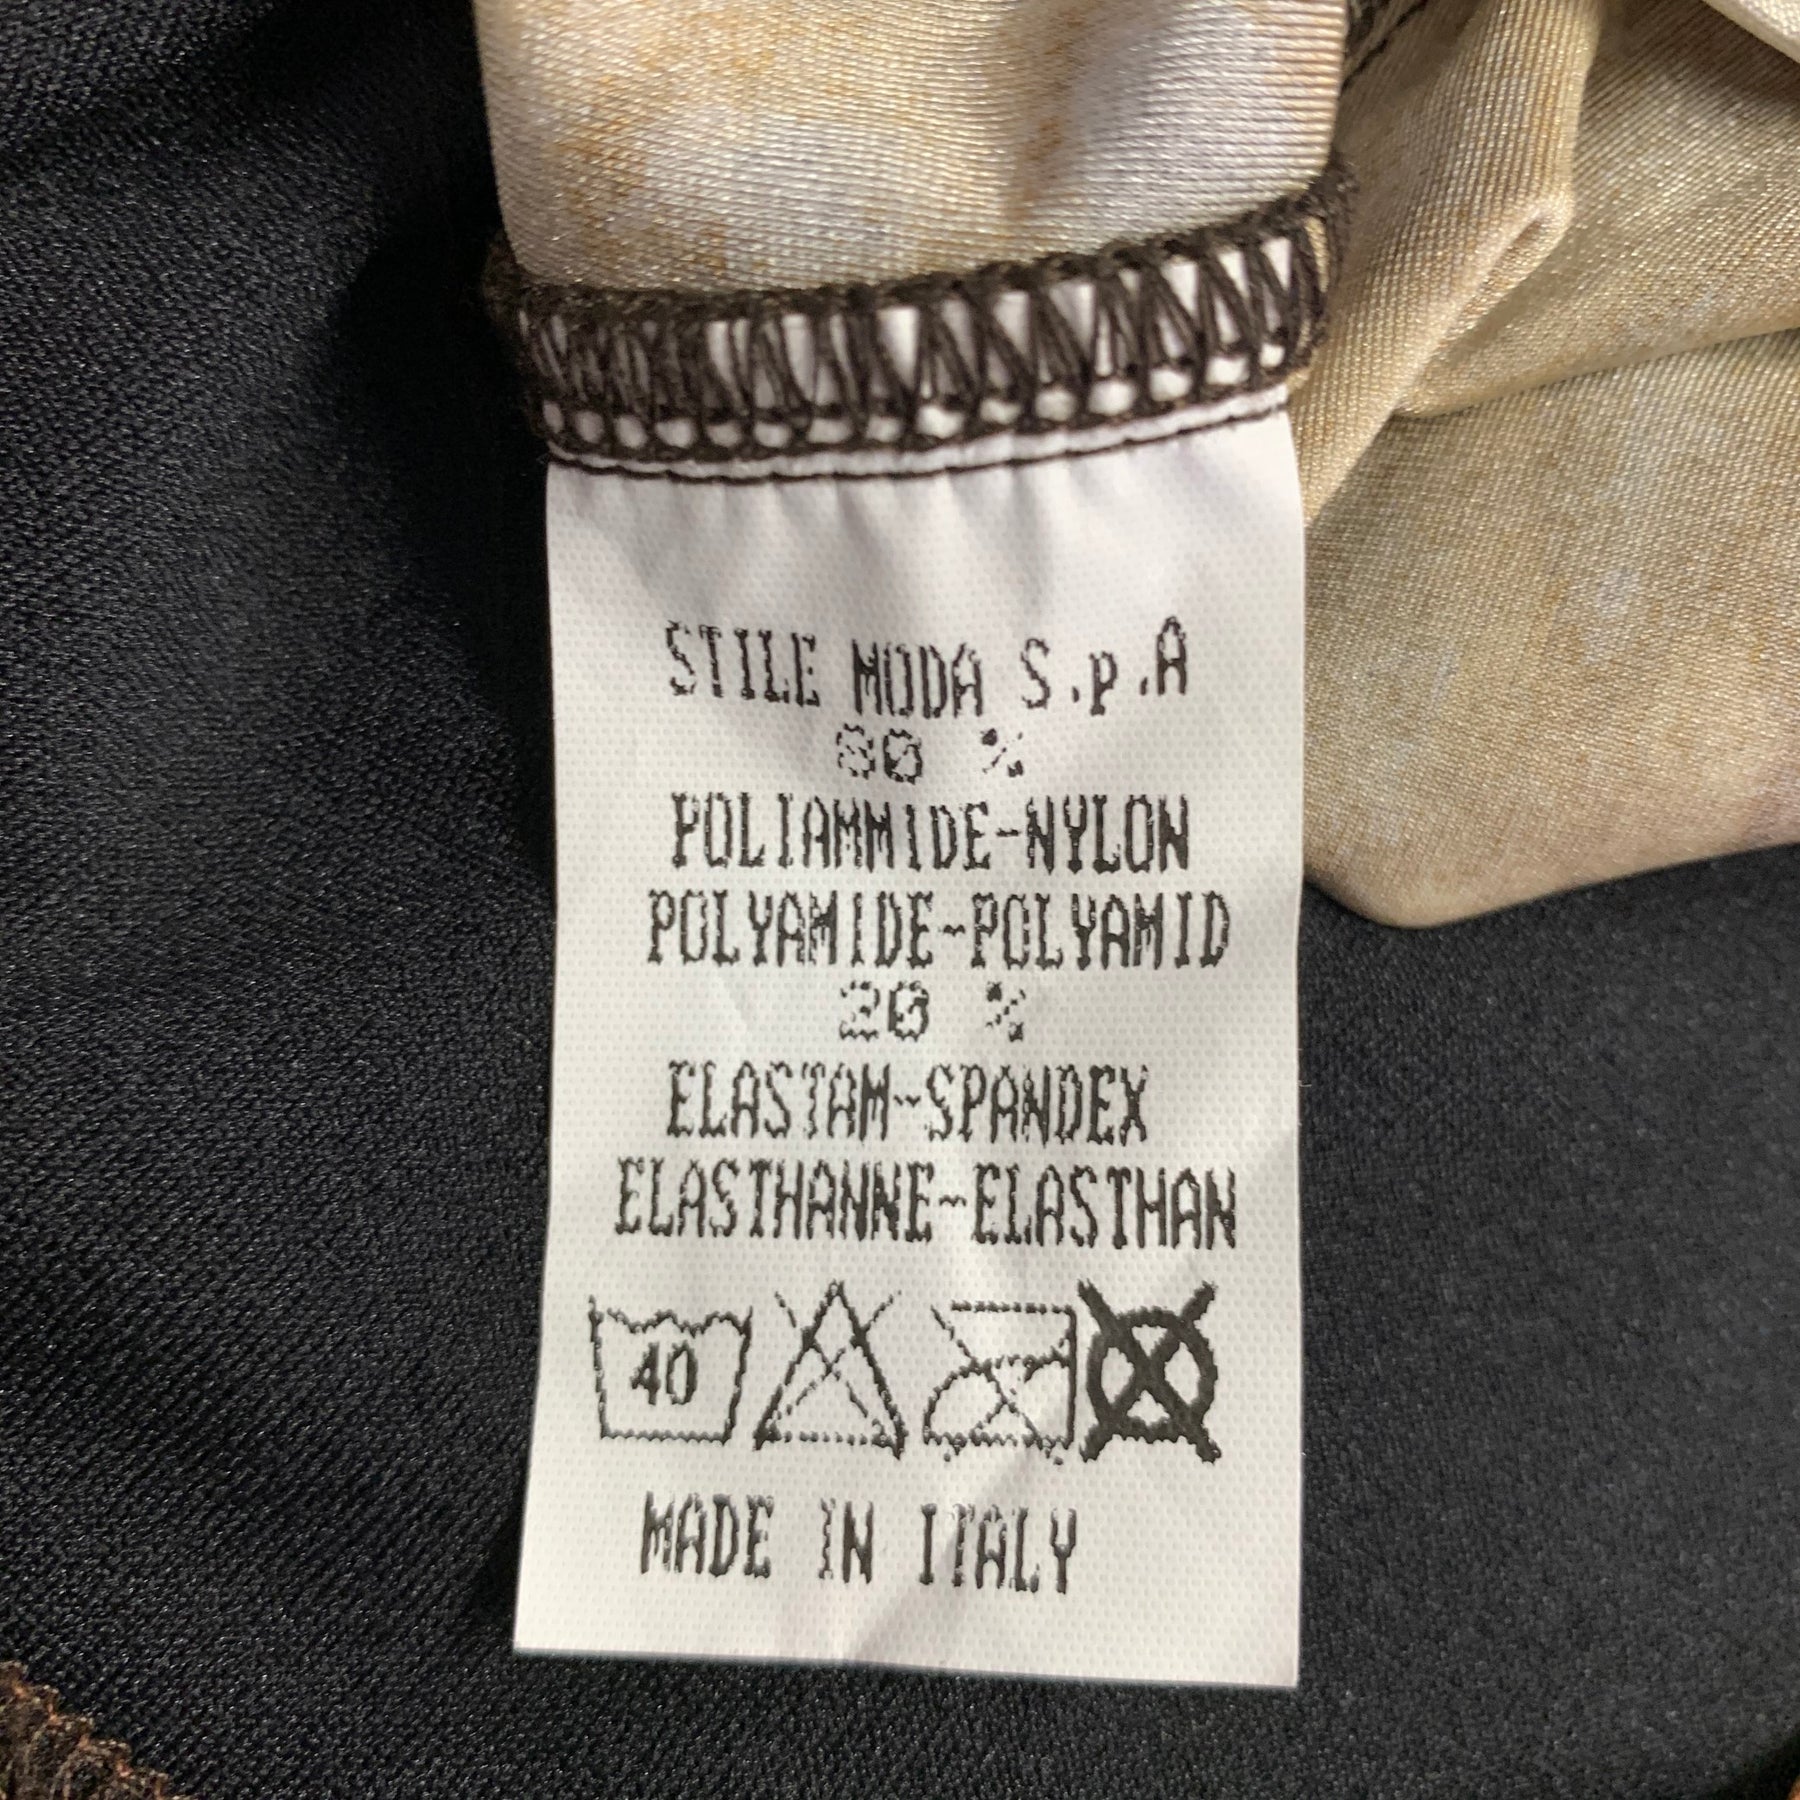 STILE MODA S.p.A
80 %
POLIAMMIDE-NYLON
POLYAMIDE-POLYAMID
20 %
ELASTAM-SPANDEX
ELASTHANNE-ELASTHAN
40
MADE IN ITALY